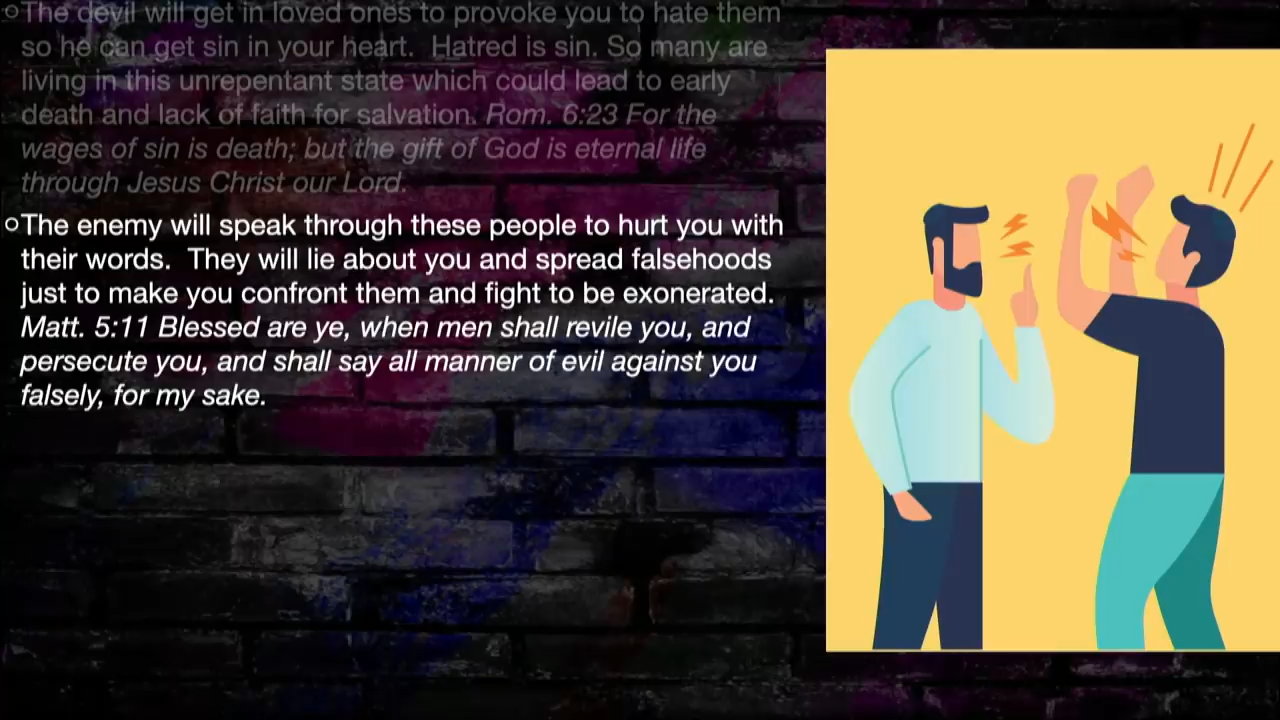 ○The devil will get in loved ones to provoke you to hate them
so he can get sin in your heart.  Hatred is sin. So many are
living in this unrepentant state which could lead to early
death and lack of faith for salvation. Rom. 6:23 For the
wages of sin is death; but the gift of God is eternal life
through Jesus Christ our Lord.
○The enemy will speak through these people to hurt you with
their words.  They will lie about you and spread falsehoods
just to make you confront them and fight to be exonerated.
Matt. 5:11 Blessed are ye, when men shall revile you, and
persecute you, and shall say all manner of evil against you
falsely, for my sake.